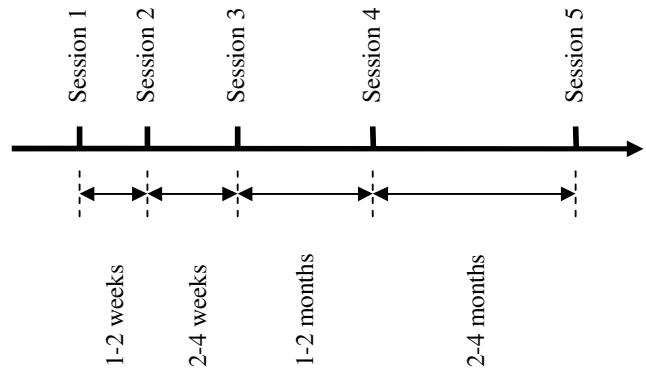 Session 1
Session 2
Session 3
Session 4
Session 5
1-2 weeks
2-4 weeks
1-2 months
2-4 months